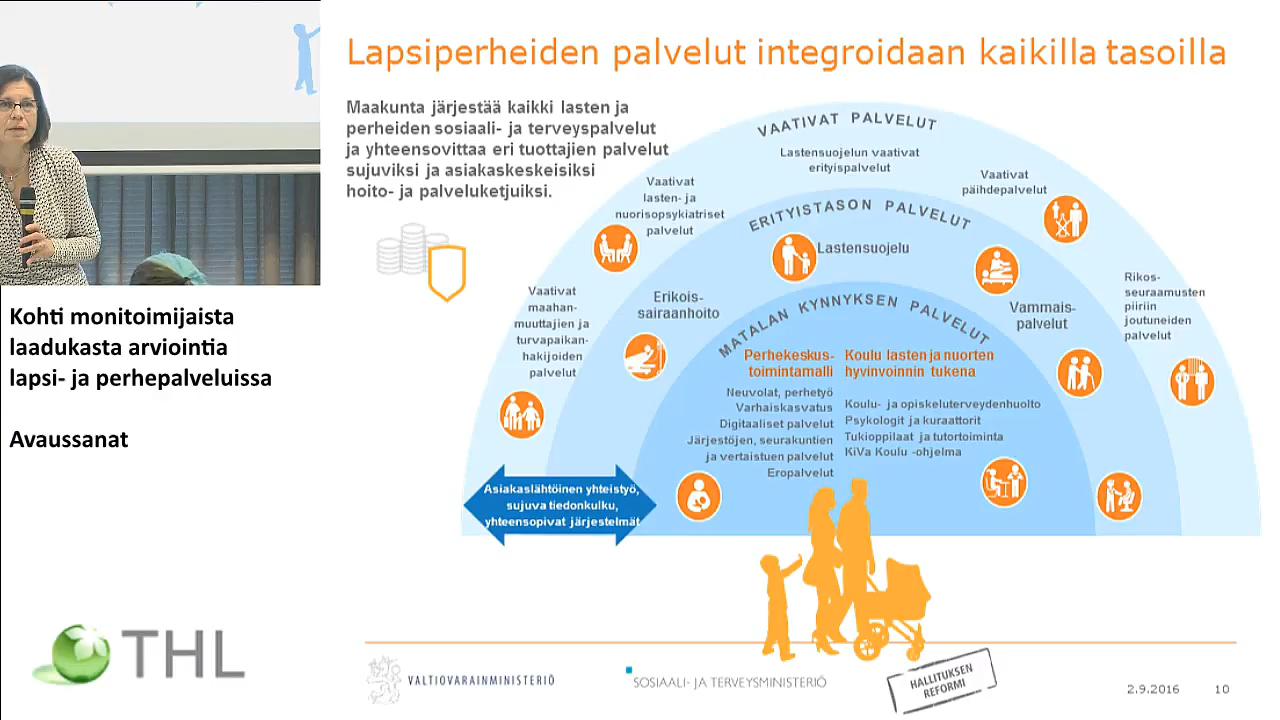 Lapsiperheiden palvelut integroidaan kaikilla tasoilla
Maakunta järjestää kaikki lasten ja
perheiden sosiaali- ja terveyspalvelut
ja yhteensovittaa eri tuottajien palvelut
sujuviksi ja asiakaskeskeisiksi
hoito- ja palveluketjuiksi.
VAATIVAT PALVELUT
Lastensuojelun vaativat
erityispalvelut
Vaativat
lasten- ja
nuorisopsykiatriset
palvelut
Vaativat
päihdepalvelut
Vaativat
maahan-
muuttajien ja
turvapaikan-
hakijoiden
palvelut
Rikos-
seuraamusten
piiriin
joutuneiden
palvelut
ERITYISTASON PALVELUT
Lastensuojelu
Erikois-
sairaanhoito
Vammais-
palvelut
MATALAN KYNNYKSEN PALVELUT
Perhekeskus-
toimintamalli
Neuvolat, perhetyö
Varhaiskasvatus
Digitaaliset palvelut
Järjestöjen, seurakuntien
ja vertaistuen palvelut
Eropalvelut
Koulu lasten ja nuorten
hyvinvoinnin tukena
Koulu- ja opiskeluterveydenhuolto
Psykologit ja kuraattorit
Tukioppilaat ja tutortoiminta
KiVa Koulu -ohjelma
Asiakaslähtöinen yhteistyö,
sujuva tiedonkulku,
yhteensopivat järjestelmät
Kohti monitoimijaista
laadukasta arviointia
lapsi- ja perhepalveluissa
Avaussanat
THL
VALTIOVARAINMINISTERIÖ
SOSIAALI- JA TERVEYSMINISTERIÖ
HALLITUKSEN
REFORMI
2.9.2016 10